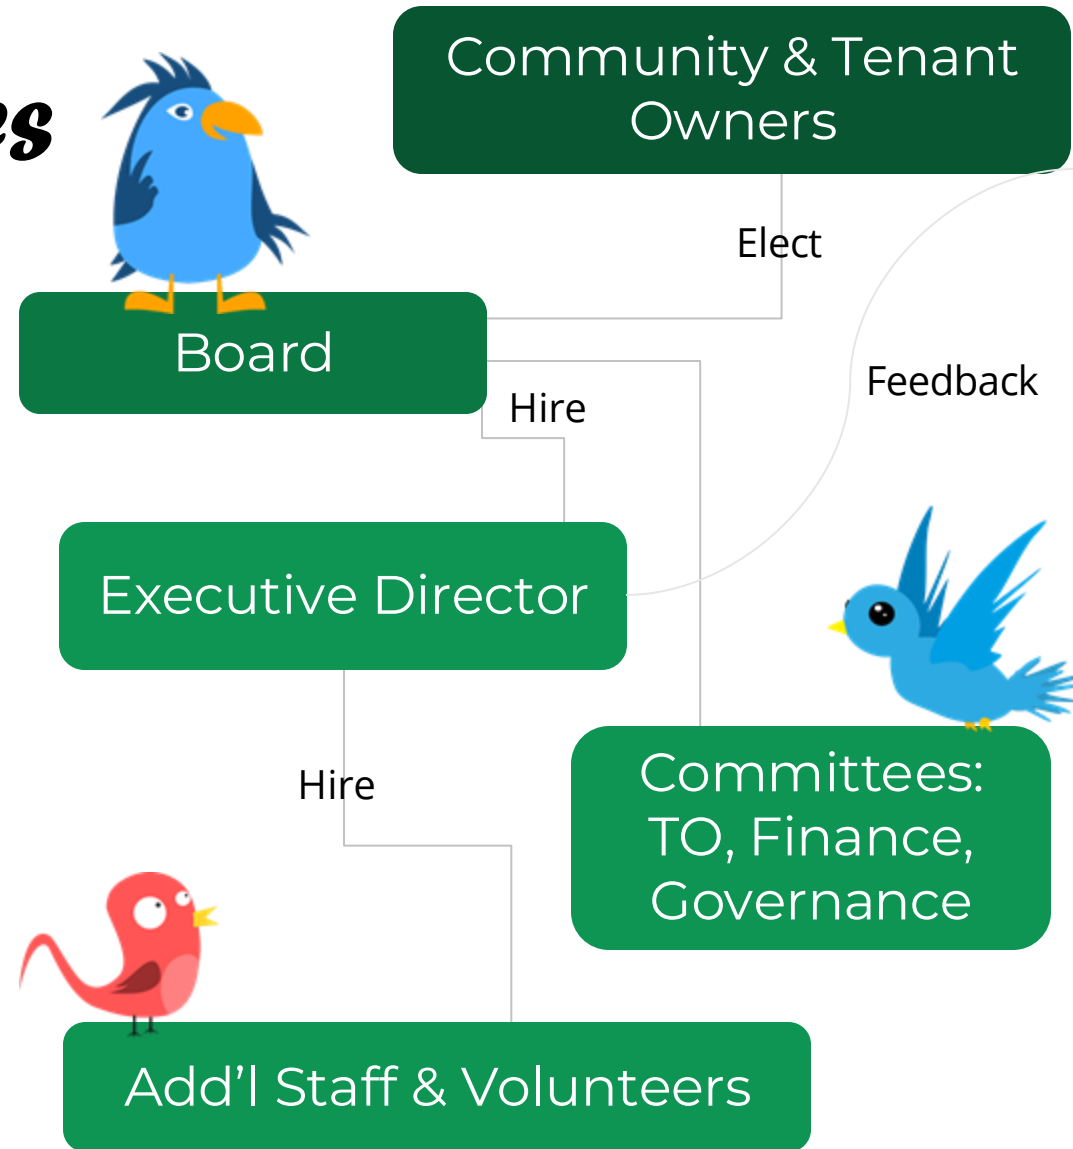 Community & Tenant
Owners
Elect
Board
Hire
Feedback
Executive Director
Hire
Committees:
TO, Finance,
Governance
Add’l Staff & Volunteers